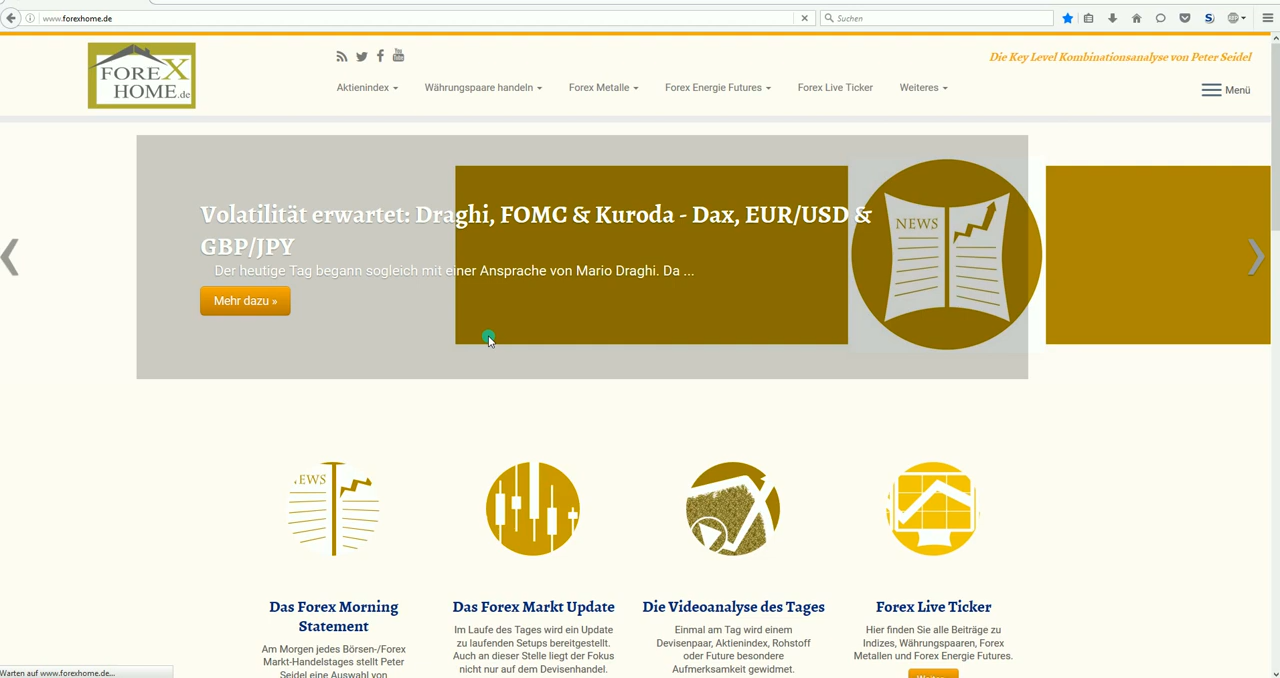 www.forexhome.de
Suchen
FOREX
HOME.de
Die Key Level Kombinationsanalyse von Peter Seidel
Aktienindex
Währungspaare handeln
Forex Metalle
Forex Energie Futures
Forex Live Ticker
Weiteres
Menü
Volatilität erwartet: Draghi, FOMC & Kuroda - Dax, EUR/USD &
GBP/JPY
Der heutige Tag begann sogleich mit einer Ansprache von Mario Draghi. Da ...
Mehr dazu »
NEWS
NEWS
Das Forex Morning
Statement
Am Morgen jedes Börsen-/Forex
Markt-Handelstages stellt Peter
Seidel eine Auswahl von
Das Forex Markt Update
Im Laufe des Tages wird ein Update
zu laufenden Setups bereitgestellt.
Auch an dieser Stelle liegt der Fokus
nicht nur auf dem Devisenhandel.
Die Videoanalyse des Tages
Einmal am Tag wird einem
Devisenpaar, Aktienindex, Rohstoff
oder Future besondere
Aufmerksamkeit gewidmet.
Forex Live Ticker
Hier finden Sie alle Beiträge zu
Indizes, Währungspaaren, Forex
Metallen und Forex Energie Futures.
Warten auf www.forexhome.de...